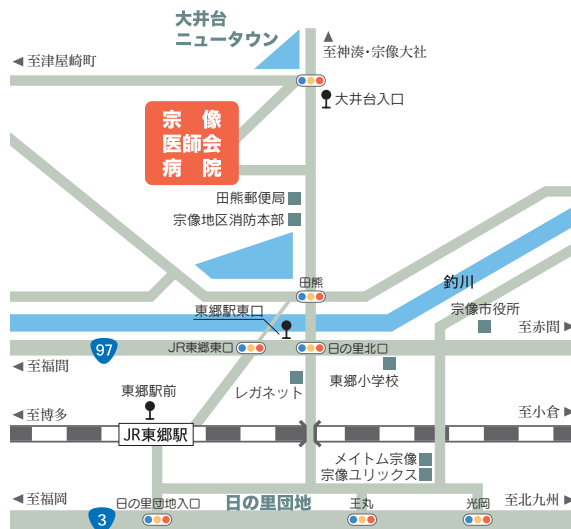 大井台
ニュータウン
至神湊・宗像大社
至津屋崎町
大井台入口
宗像
医師会
病院
田熊郵便局
宗像地区消防本部
田熊
釣川
東郷駅東口
宗像市役所
至赤間
97
JR東郷東口
日の里北口
至福間
東郷小学校
東郷駅前
レガネット
至博多
至小倉
JR東郷駅
メイトム宗像
宗像ユリックス
至福岡
3
日の里団地入口
日の里団地
王丸
光岡
至北九州